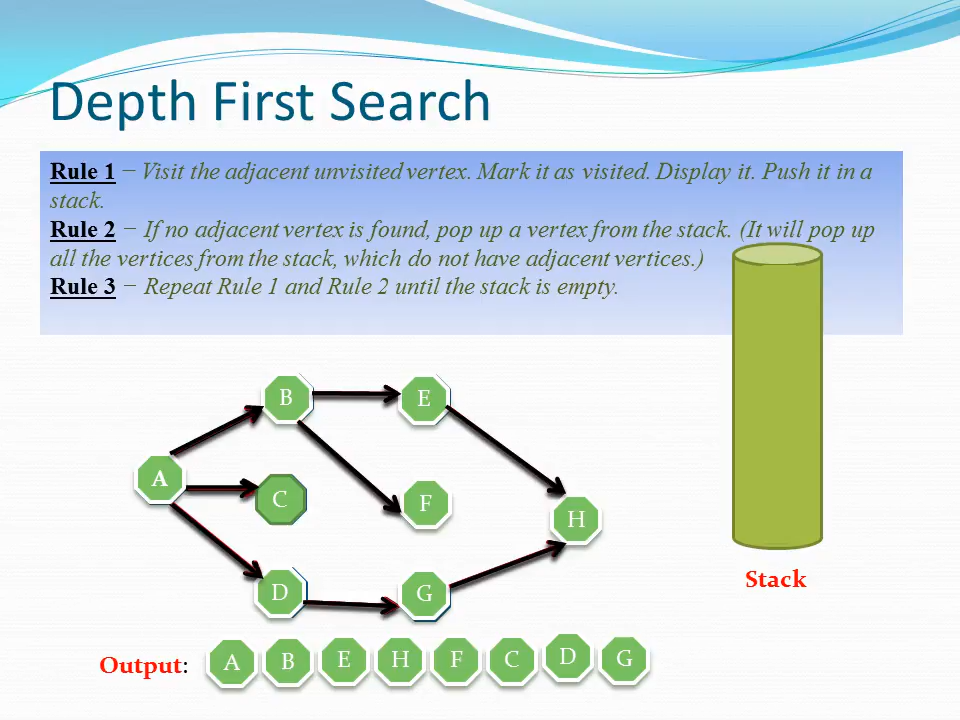 Depth First Search
Rule 1 − Visit the adjacent unvisited vertex. Mark it as visited. Display it. Push it in a
stack.
Rule 2 − If no adjacent vertex is found, pop up a vertex from the stack. (It will pop up
all the vertices from the stack, which do not have adjacent vertices.)
Rule 3 − Repeat Rule 1 and Rule 2 until the stack is empty.
B E
A
C F
H
D G
Stack
Output: A B E H F C D G